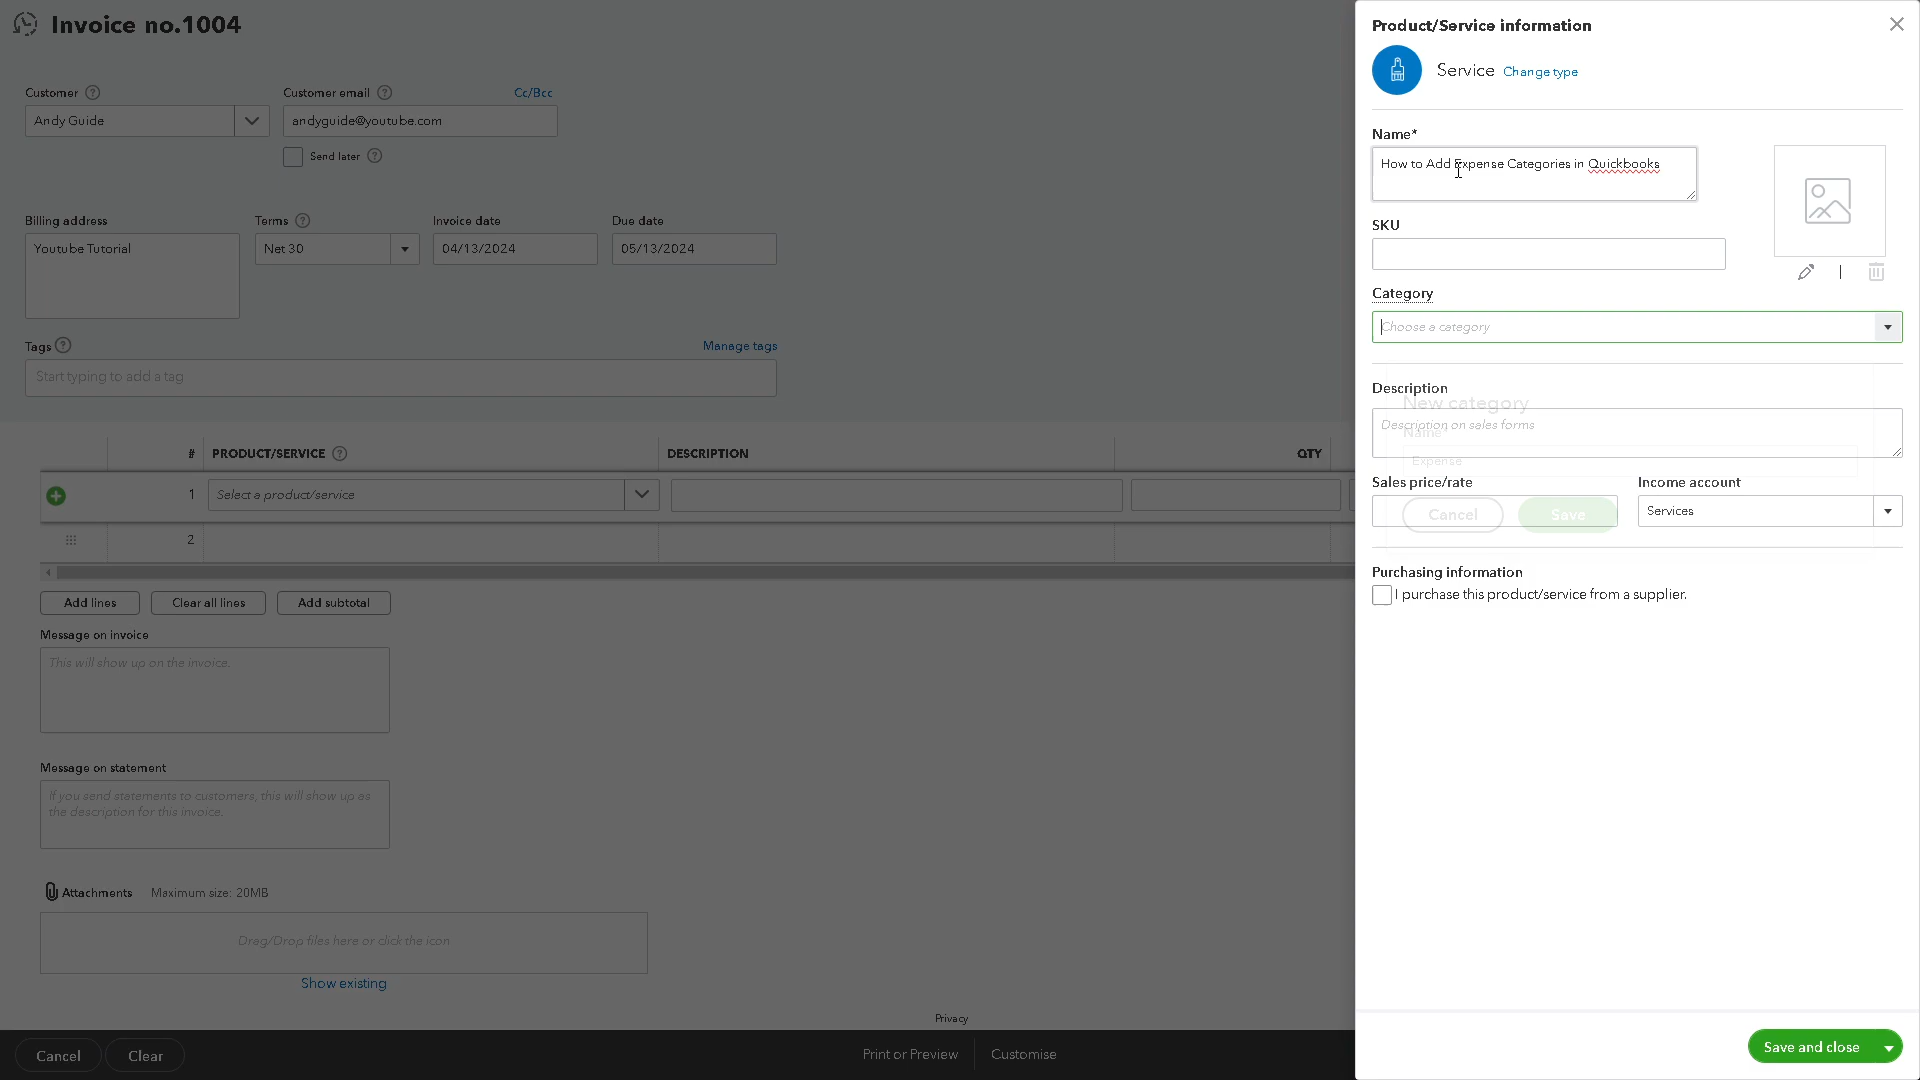 Invoice no.1004
Customer
Customer email
Cc/Bcc
Andy Guide
andyguide@youtube.com
Send later
Billing address
Terms
Invoice date
Due date
Youtube Tutorial
Net 30
04/13/2024
05/13/2024
Tags
Manage tags
Start typing to add a tag
#
PRODUCT/SERVICE
DESCRIPTION
QTY
1
Select a product/service
2
Add lines
Clear all lines
Add subtotal
Message on invoice
This will show up on the invoice.
Message on statement
If you send statements to customers, this will show up as
the description for this invoice.
Attachments
Maximum size: 20MB
Drag/Drop files here or click the icon
Show existing
Privacy
Cancel
Clear
Print or Preview
Customise
Product/Service information
Service
Change type
Name*
How to Add Expense Categories in Quickbooks
SKU
Category
Choose a category
Description
New category
Description on sales forms
Name
Expense
Sales price/rate
Income account
Cancel
Save
Services
Purchasing information
I purchase this product/service from a supplier.
Save and close